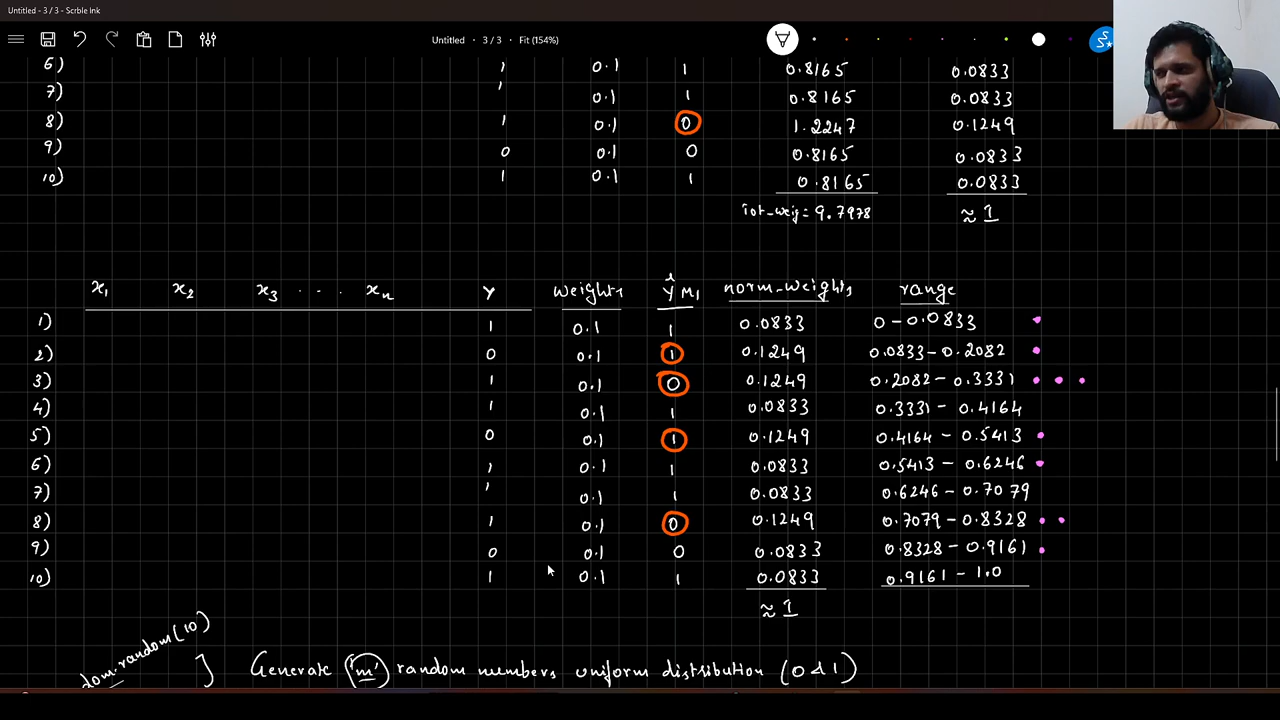 Untitled - 3 / 3 - Scrble Ink
Untitled · 3 / 3 · Fit (154%)
6) 1 0.1 1 0.8165 0.0833
7) 1 0.1 1 0.8165 0.0833
8) 1 0.1 0 1.2247 0.1249
9) 0 0.1 0 0.8165 0.0833
10) 1 0.1 1 0.8165 0.0833
Tot_weig = 9.7978 ≈ 1
x1 x2 x3 ... xn Y weights Ŷ M1 norm_weights range
1) 1 0.1 1 0.0833 0 - 0.0833
2) 0 0.1 1 0.1249 0.0833 - 0.2082
3) 1 0.1 0 0.1249 0.2082 - 0.3331
4) 1 0.1 1 0.0833 0.3331 - 0.4164
5) 0 0.1 1 0.1249 0.4164 - 0.5413
6) 1 0.1 1 0.0833 0.5413 - 0.6246
7) 1 0.1 1 0.0833 0.6246 - 0.7079
8) 1 0.1 0 0.1249 0.7079 - 0.8328
9) 0 0.1 0 0.0833 0.8328 - 0.9161
10) 1 0.1 1 0.0833 0.9161 - 1.0
≈ 1
dom.random(10)
] Generate 'm' random numbers uniform distribution (0 & 1)